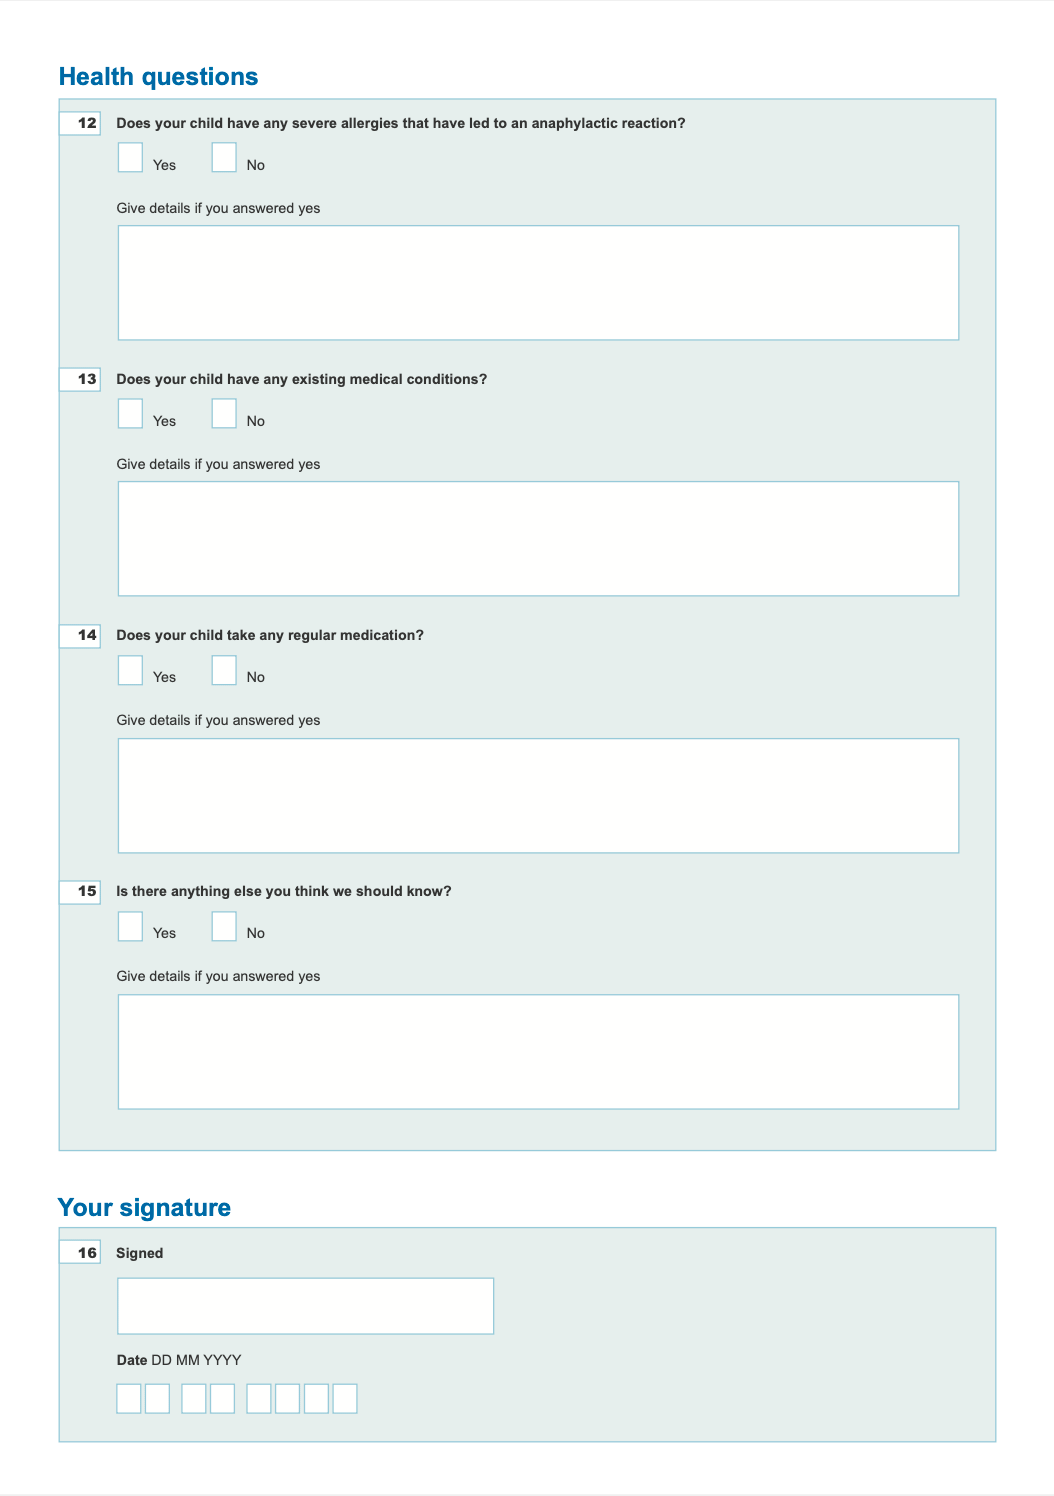 Health questions
12 Does your child have any severe allergies that have led to an anaphylactic reaction?
Yes No
Give details if you answered yes
13 Does your child have any existing medical conditions?
Yes No
Give details if you answered yes
14 Does your child take any regular medication?
Yes No
Give details if you answered yes
15 Is there anything else you think we should know?
Yes No
Give details if you answered yes
Your signature
16 Signed
Date DD MM YYYY